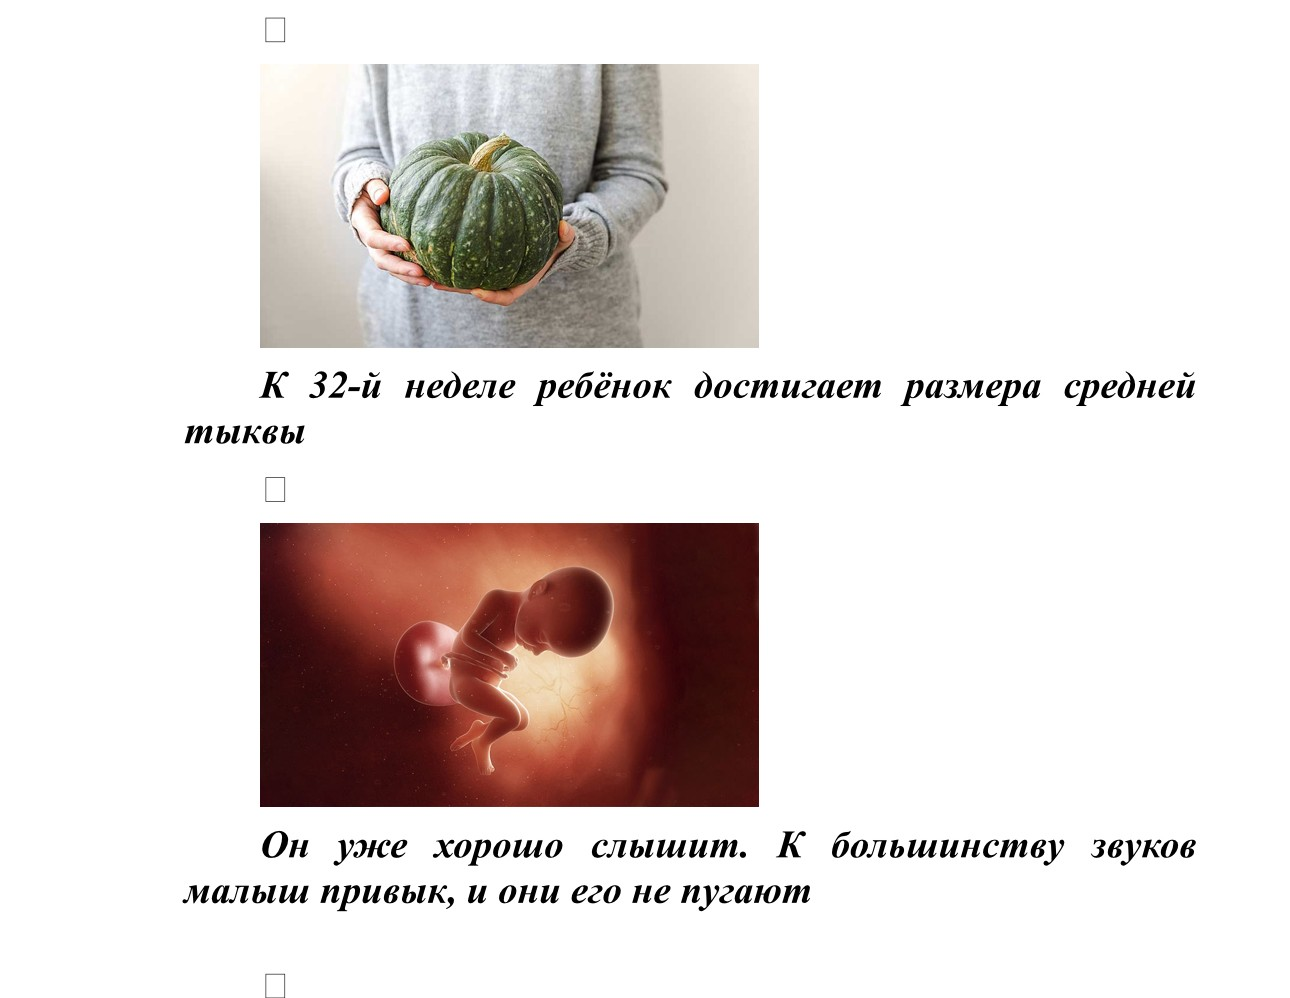 К 32-й неделе ребёнок достигает размера средней
тыквы
Он уже хорошо слышит. К большинству звуков
малыш привык, и они его не пугают